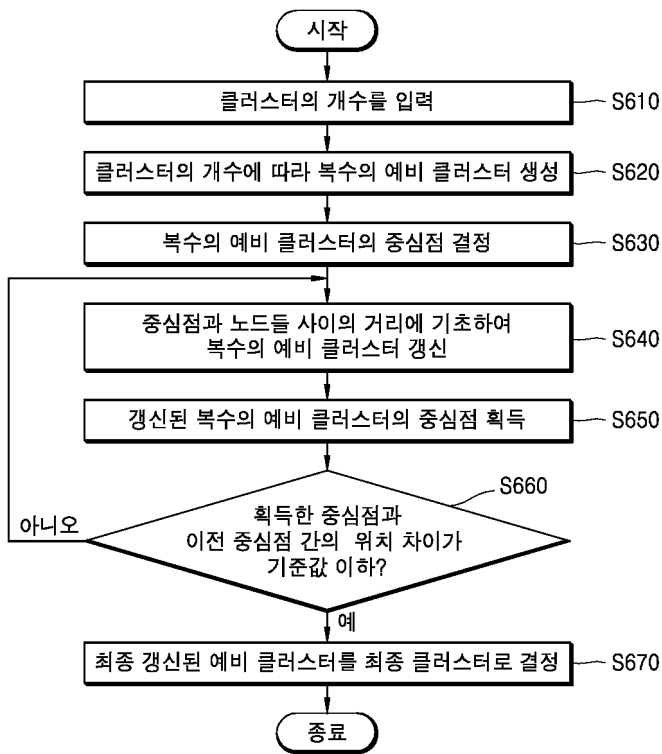 시작
클러스터의 개수를 입력
S610
클러스터의 개수에 따라 복수의 예비 클러스터 생성
S620
복수의 예비 클러스터의 중심점 결정
S630
중심점과 노드들 사이의 거리에 기초하여
복수의 예비 클러스터 갱신
S640
갱신된 복수의 예비 클러스터의 중심점 획득
S650
S660
획득한 중심점과
이전 중심점 간의 위치 차이가
기준값 이하?
아니오
예
최종 갱신된 예비 클러스터를 최종 클러스터로 결정
S670
종료